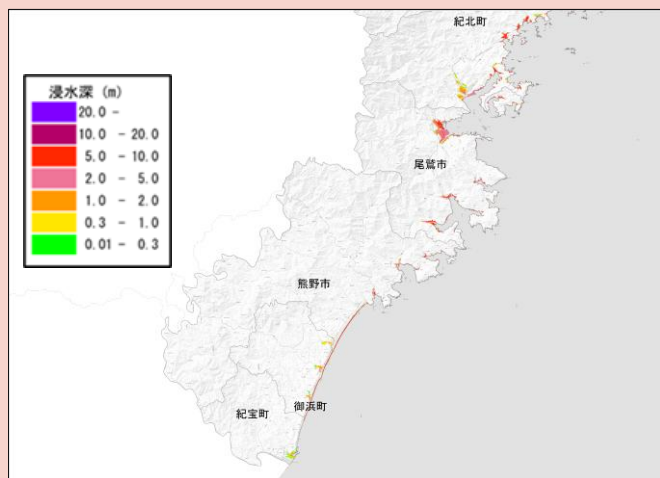 紀北町
浸水深 (m)
20.0 -
10.0 - 20.0
5.0 - 10.0
2.0 - 5.0
1.0 - 2.0
0.3 - 1.0
0.01 - 0.3
尾鷲市
熊野市
御浜町
紀宝町